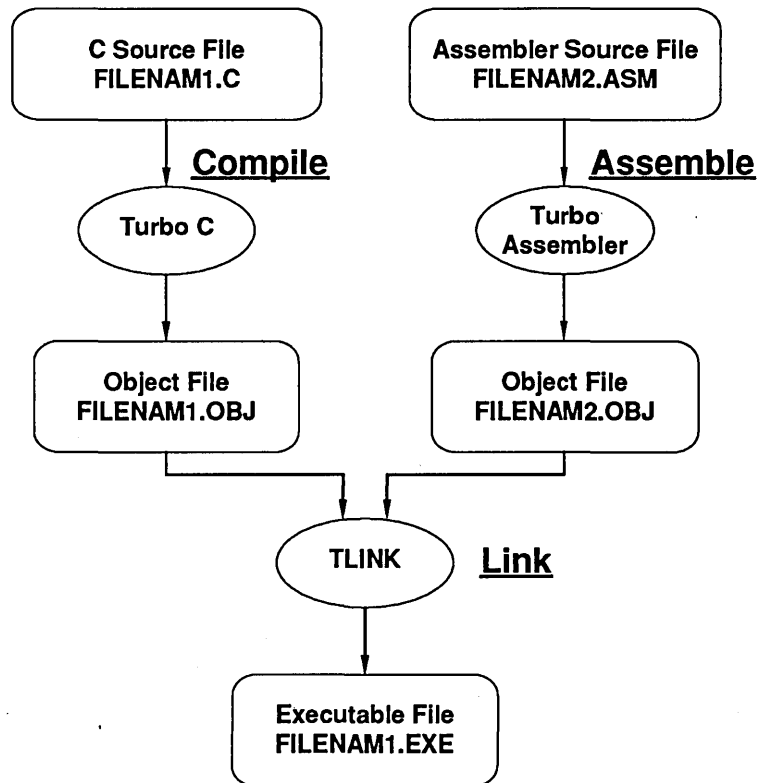 C Source File
FILENAM1.C
Assembler Source File
FILENAM2.ASM
Compile
Assemble
Turbo C
Turbo
Assembler
Object File
FILENAM1.OBJ
Object File
FILENAM2.OBJ
TLINK
Link
Executable File
FILENAM1.EXE